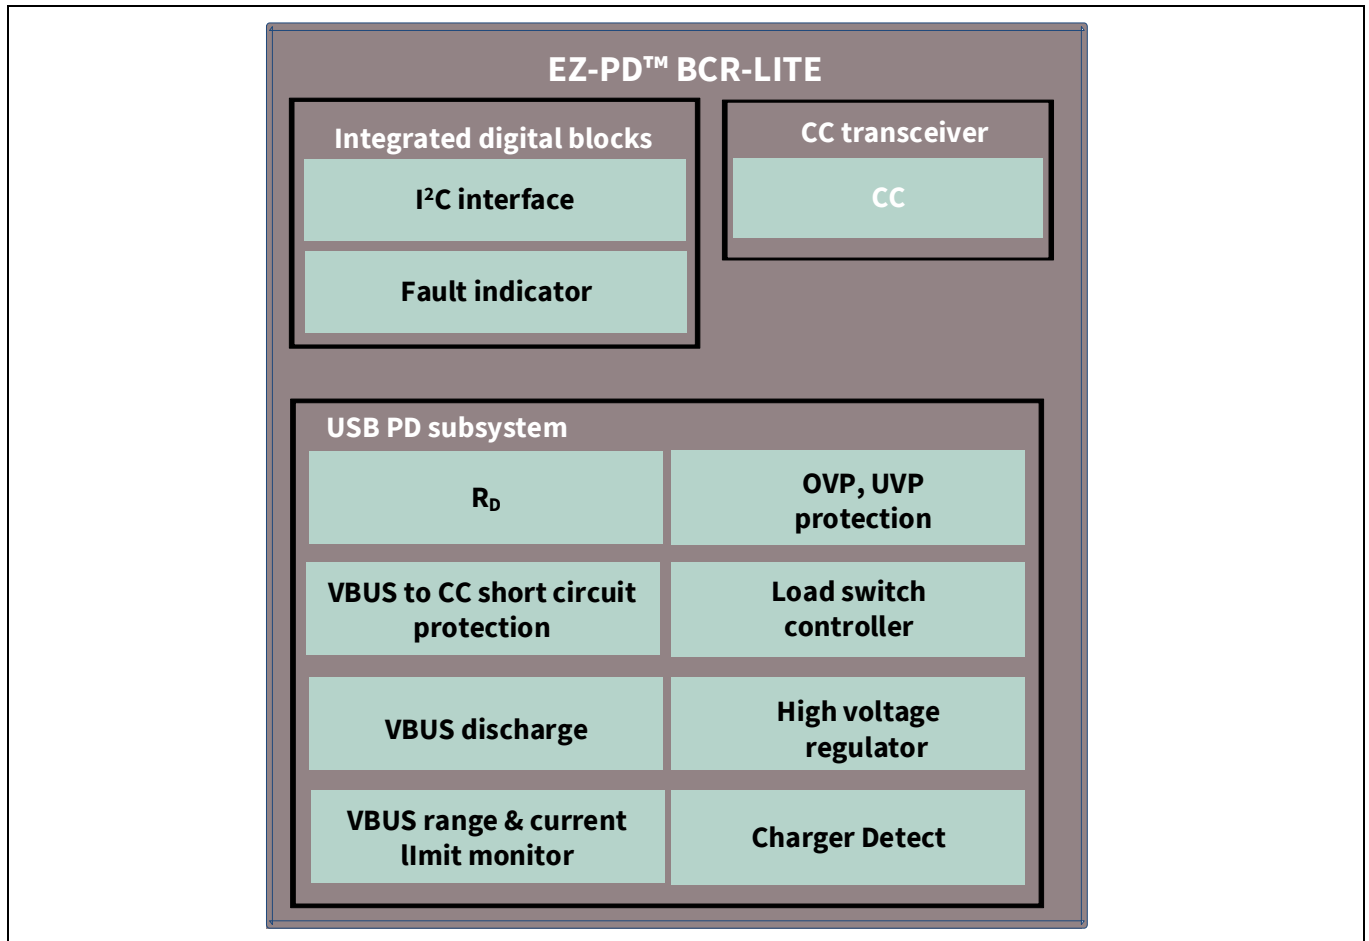 EZ-PD™ BCR-LITE
Integrated digital blocks
I²C interface
Fault indicator
CC transceiver
CC
USB PD subsystem
R_D
OVP, UVP
protection
VBUS to CC short circuit
protection
Load switch
controller
VBUS discharge
High voltage
regulator
VBUS range & current
lImit monitor
Charger Detect